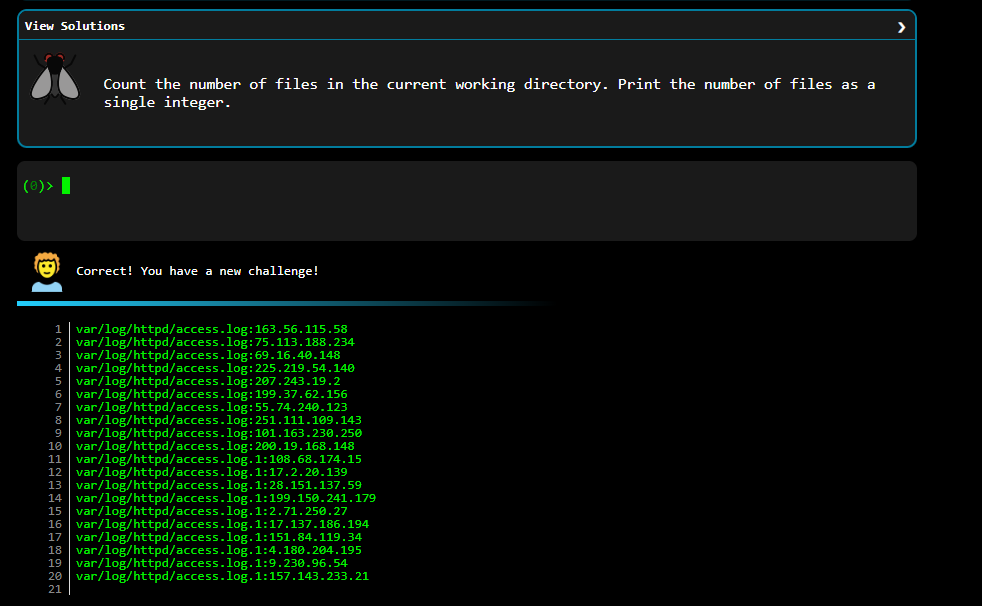 View Solutions ❯
Count the number of files in the current working directory. Print the number of files as a
single integer.
(0)>
Correct! You have a new challenge!
1 var/log/httpd/access.log:163.56.115.58
2 var/log/httpd/access.log:75.113.188.234
3 var/log/httpd/access.log:69.16.40.148
4 var/log/httpd/access.log:225.219.54.140
5 var/log/httpd/access.log:207.243.19.2
6 var/log/httpd/access.log:199.37.62.156
7 var/log/httpd/access.log:55.74.240.123
8 var/log/httpd/access.log:251.111.109.143
9 var/log/httpd/access.log:101.163.230.250
10 var/log/httpd/access.log:200.19.168.148
11 var/log/httpd/access.log.1:108.68.174.15
12 var/log/httpd/access.log.1:17.2.20.139
13 var/log/httpd/access.log.1:28.151.137.59
14 var/log/httpd/access.log.1:199.150.241.179
15 var/log/httpd/access.log.1:2.71.250.27
16 var/log/httpd/access.log.1:17.137.186.194
17 var/log/httpd/access.log.1:151.84.119.34
18 var/log/httpd/access.log.1:4.180.204.195
19 var/log/httpd/access.log.1:9.230.96.54
20 var/log/httpd/access.log.1:157.143.233.21
21